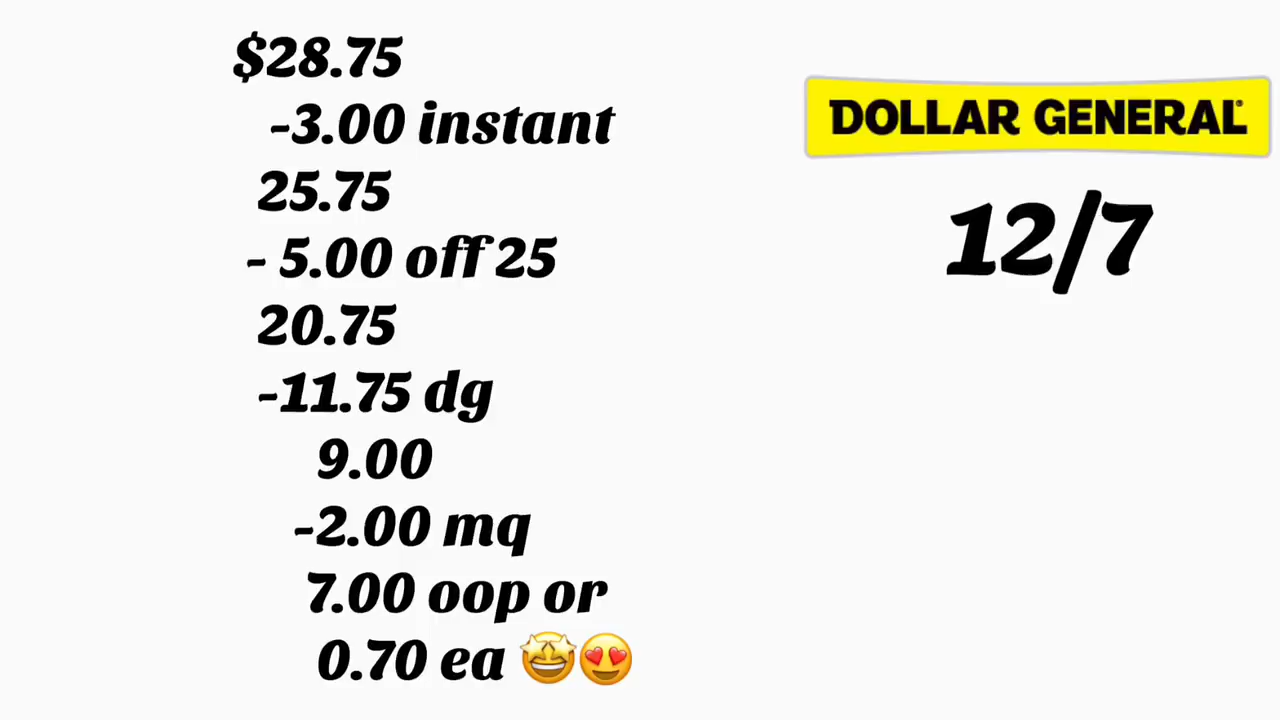 $28.75
-3.00 instant
25.75
- 5.00 off 25
20.75
-11.75 dg
9.00
-2.00 mq
7.00 oop or
0.70 ea 🤩😍
DOLLAR GENERAL®
12/7